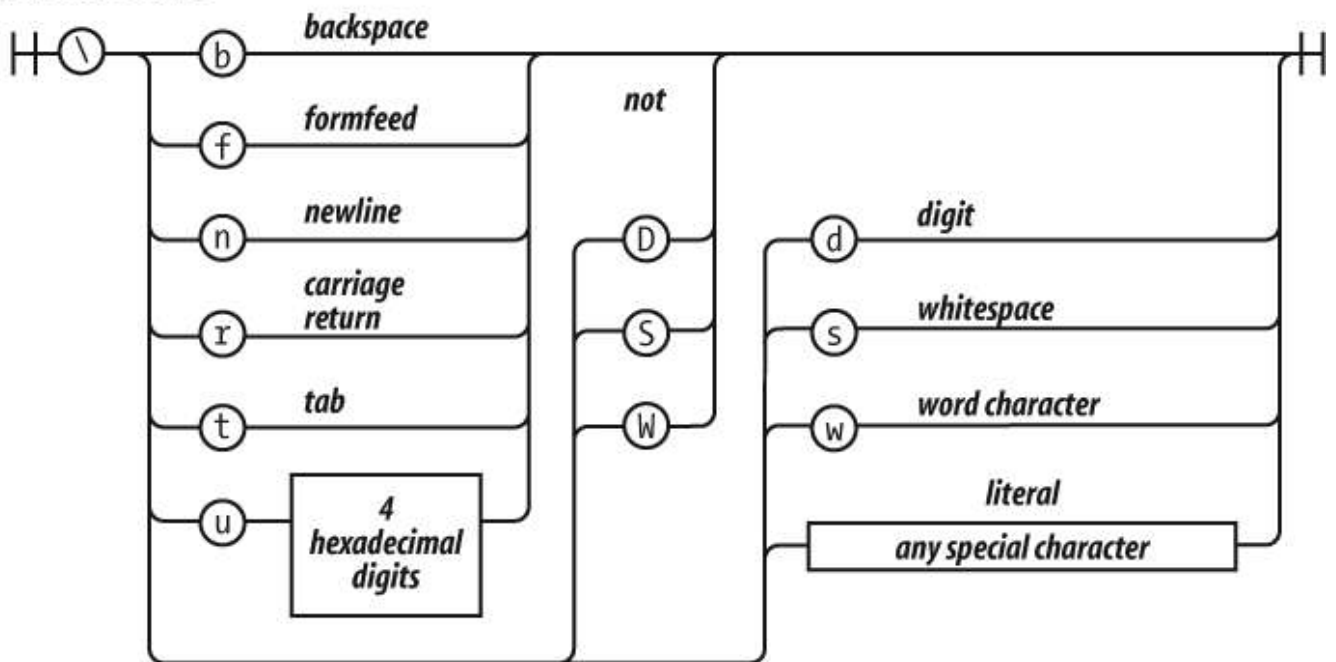 \
b backspace
not
f formfeed
n newline
D
d digit
r carriage
return
S
s whitespace
t tab
W
w word character
u
4
hexadecimal
digits
literal
any special character